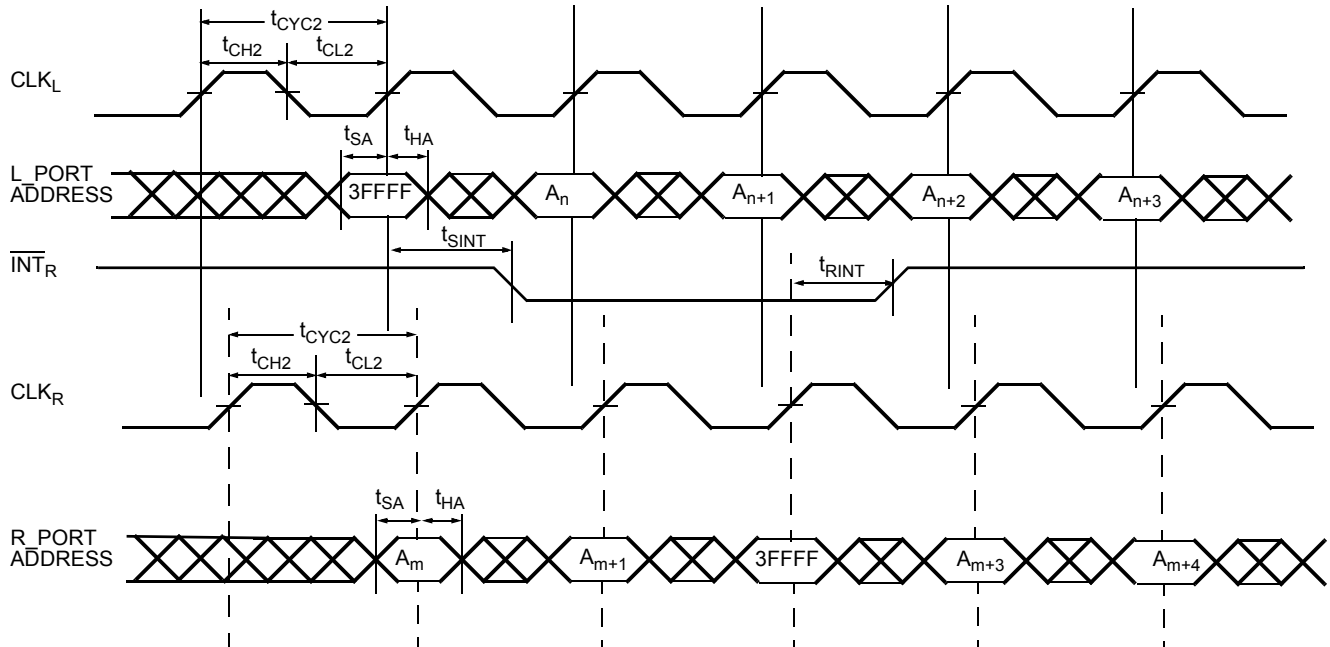 tCYC2
tCH2 tCL2
CLKL
tSA tHA
L_PORT
ADDRESS
3FFFF An An+1 An+2 An+3
tSINT
INTR
tRINT
tCYC2
tCH2 tCL2
CLKR
tSA tHA
R_PORT
ADDRESS
Am Am+1 3FFFF Am+3 Am+4